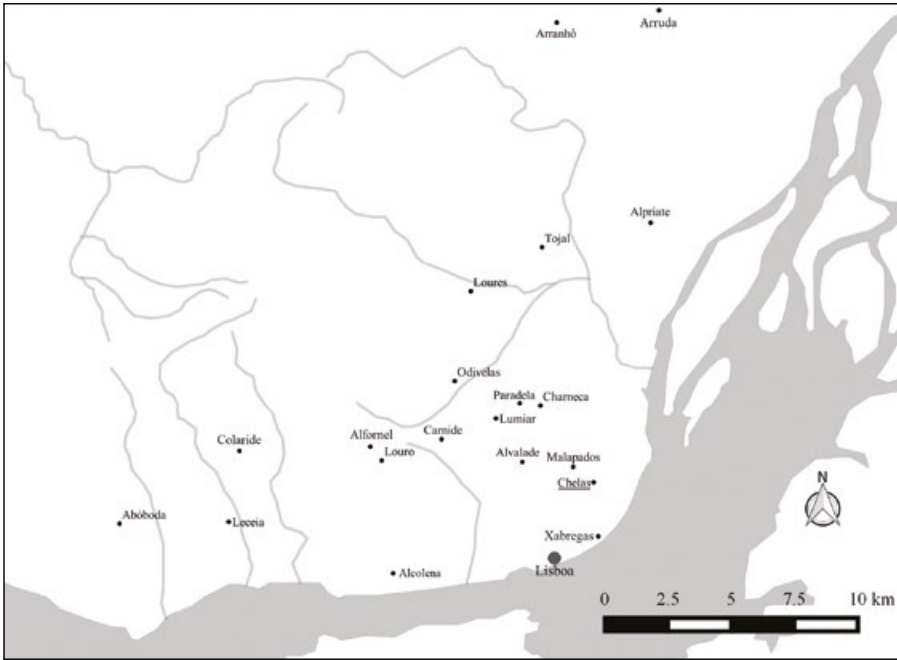 Arruda
Arranhô
Alpriate
Tojal
Loures
Odivelas
Paradela
Charneca
Lumiar
Carnide
Alfornel
Louro
Colaride
Alvalade
Malapados
Chelas
Abóboda
Leceia
Xabregas
Lisboa
Alcolena
N
0 2.5 5 7.5 10 km